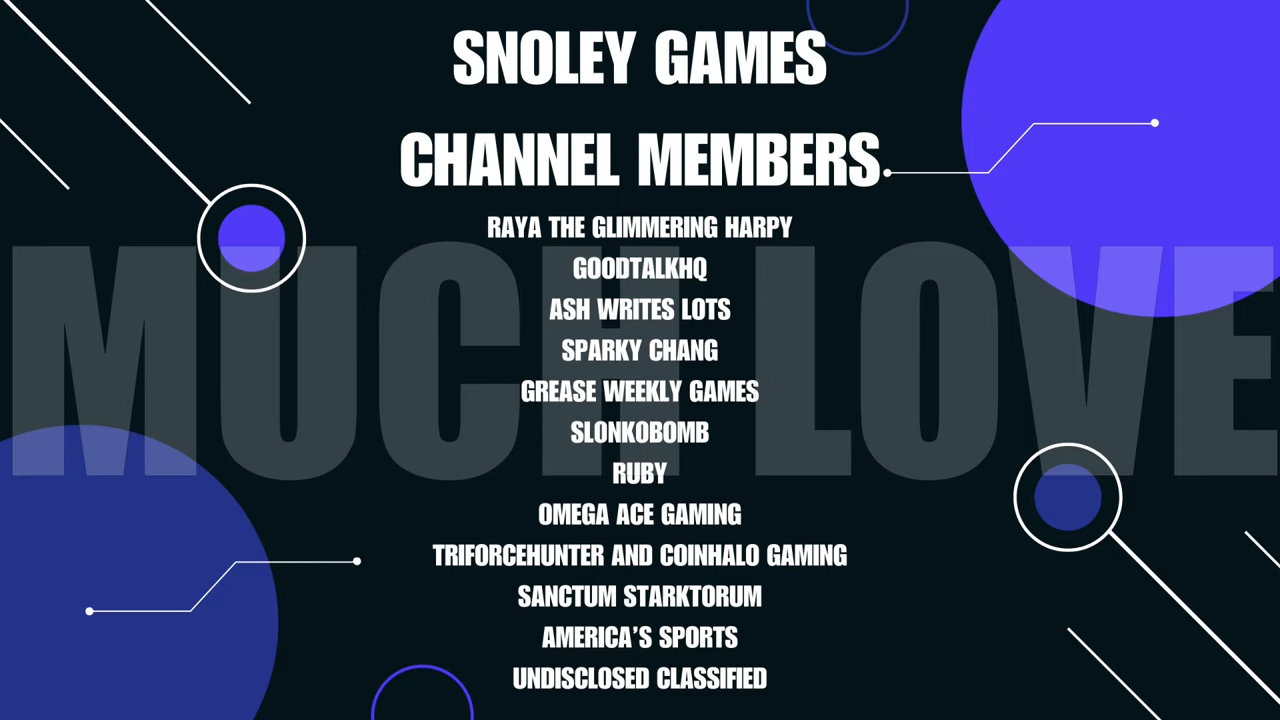 SNOLEY GAMES
CHANNEL MEMBERS
MUCH LOVE
RAYA THE GLIMMERING HARPY
GOODTALKHQ
ASH WRITES LOTS
SPARKY CHANG
GREASE WEEKLY GAMES
SLONKOBOMB
RUBY
OMEGA ACE GAMING
TRIFORCEHUNTER AND COINHALO GAMING
SANCTUM STARKTORUM
AMERICA'S SPORTS
UNDISCLOSED CLASSIFIED